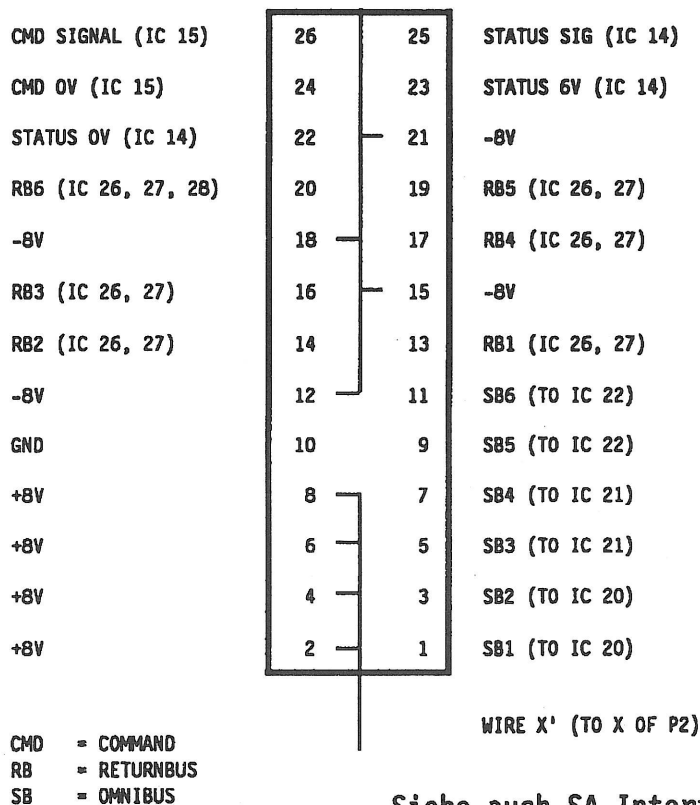 CMD SIGNAL (IC 15) 26 25 STATUS SIG (IC 14)
CMD 0V (IC 15) 24 23 STATUS 6V (IC 14)
STATUS 0V (IC 14) 22 21 -8V
RB6 (IC 26, 27, 28) 20 19 RB5 (IC 26, 27)
-8V 18 17 RB4 (IC 26, 27)
RB3 (IC 26, 27) 16 15 -8V
RB2 (IC 26, 27) 14 13 RB1 (IC 26, 27)
-8V 12 11 SB6 (TO IC 22)
GND 10 9 SB5 (TO IC 22)
+8V 8 7 SB4 (TO IC 21)
+8V 6 5 SB3 (TO IC 21)
+8V 4 3 SB2 (TO IC 20)
+8V 2 1 SB1 (TO IC 20)
WIRE X' (TO X OF P2)
CMD = COMMAND
RB = RETURNBUS
SB = OMNIBUS